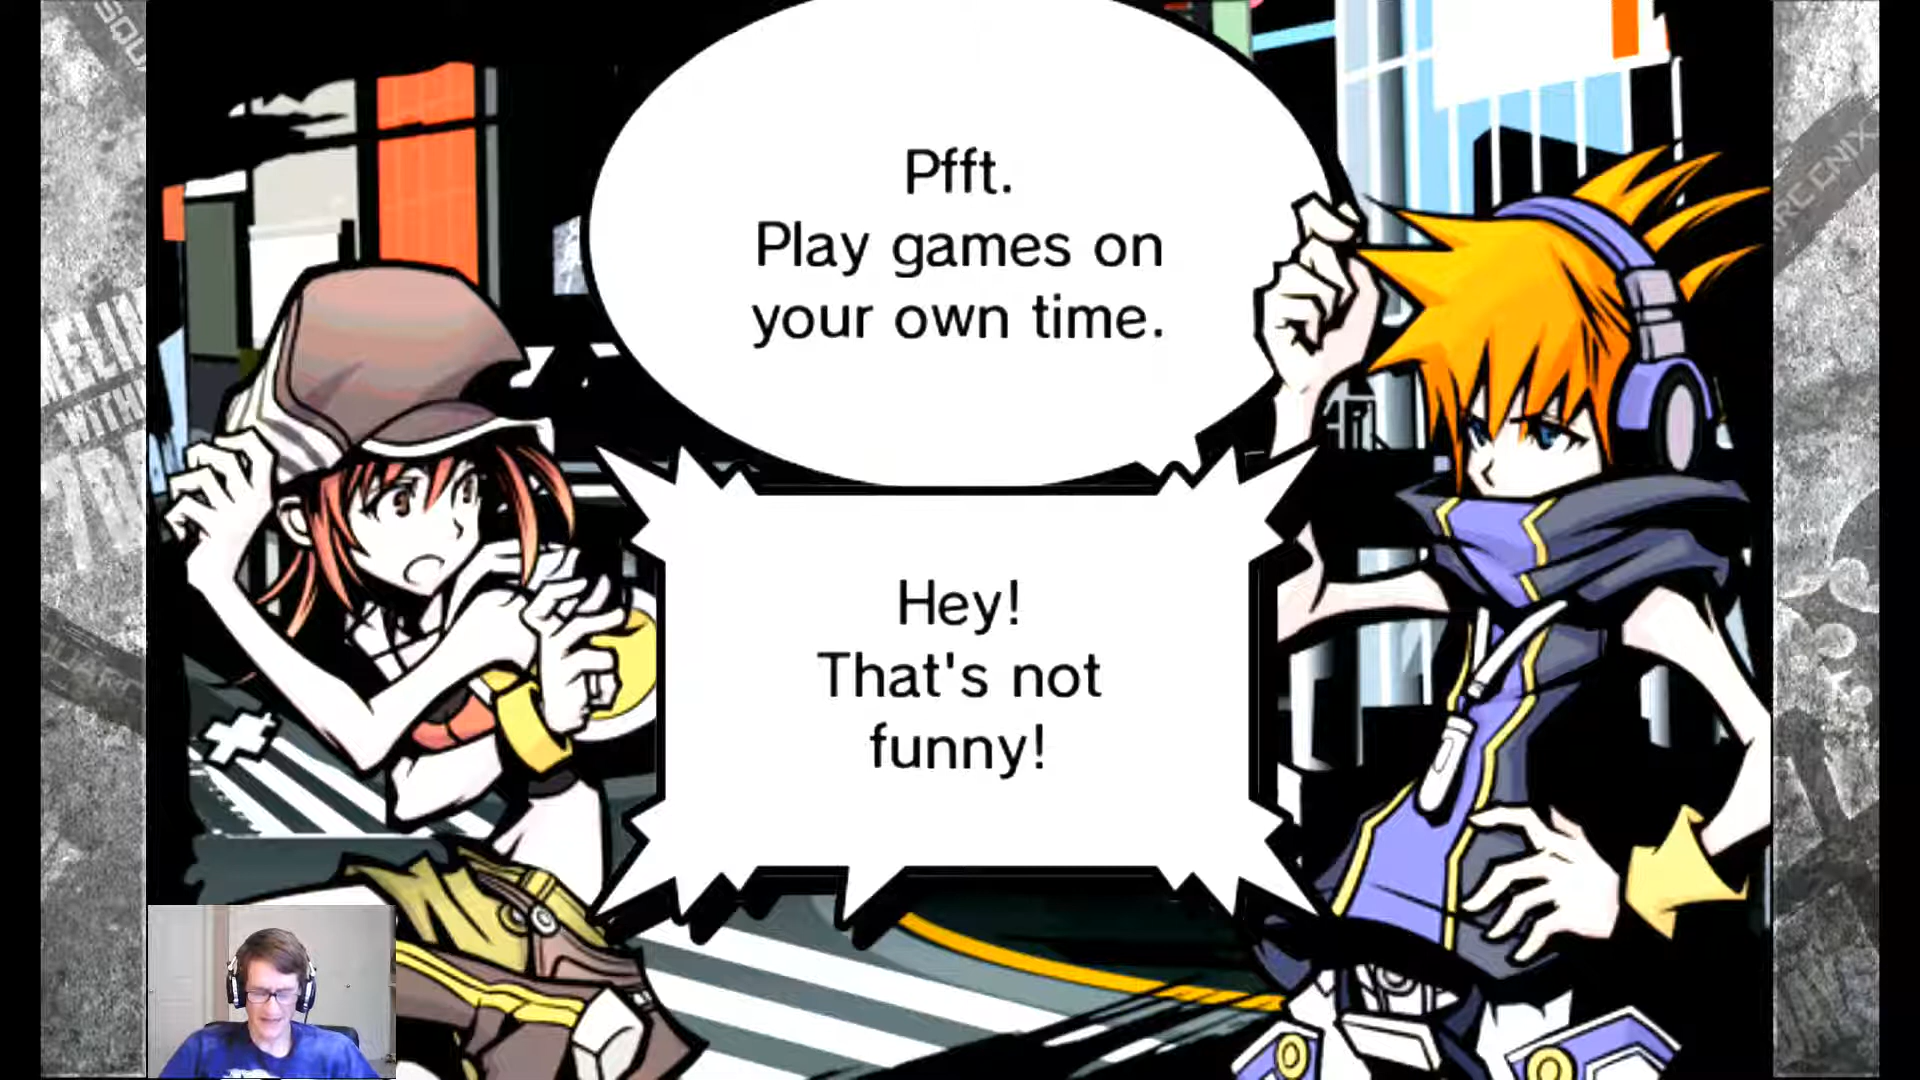 Pfft.
Play games on
your own time.
Hey!
That's not
funny!